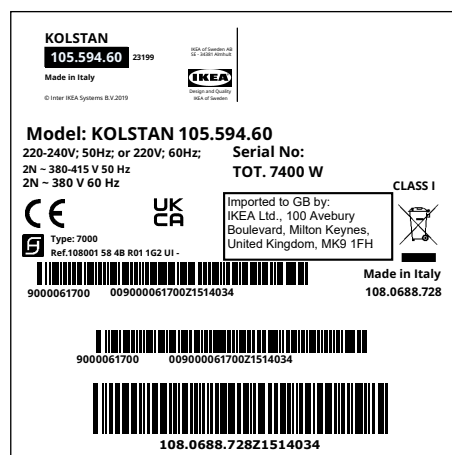 KOLSTAN
105.594.60 23199
Made in Italy
© Inter IKEA Systems B.V.2019
IKEA of Sweden AB
SE - 34381 Älmhult
IKEA
Design and Quality
IKEA of Sweden
Model: KOLSTAN 105.594.60
220-240V; 50Hz; or 220V; 60Hz;
2N ~ 380-415 V 50 Hz
2N ~ 380 V 60 Hz
Serial No:
TOT. 7400 W
CLASS I
CE
UK
CA
Imported to GB by:
IKEA Ltd., 100 Avebury
Boulevard, Milton Keynes,
United Kingdom, MK9 1FH
Type: 7000
Ref.108001 58 4B R01 1G2 UI -
Made in Italy
108.0688.728
9000061700 009000061700Z1514034
9000061700 009000061700Z1514034
108.0688.728Z1514034